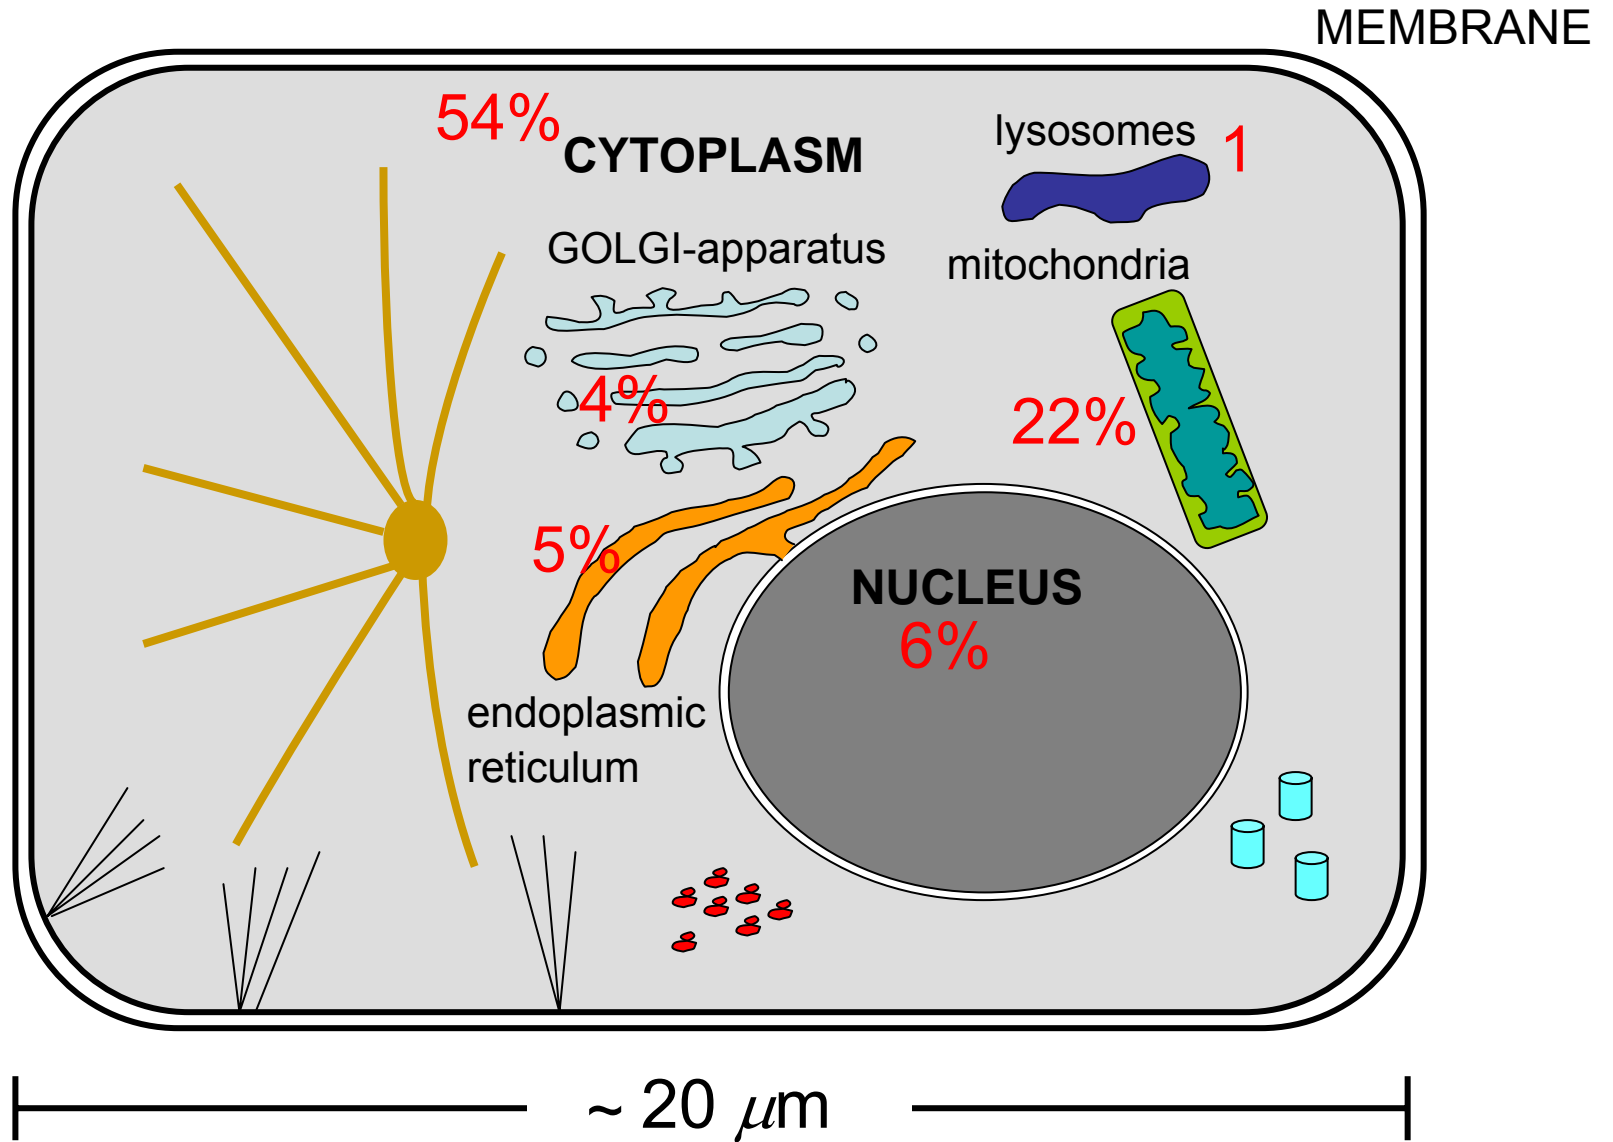 MEMBRANE
54%
CYTOPLASM
lysosomes
1
GOLGI-apparatus
mitochondria
4%
22%
5%
NUCLEUS
6%
endoplasmic
reticulum
~ 20 μm